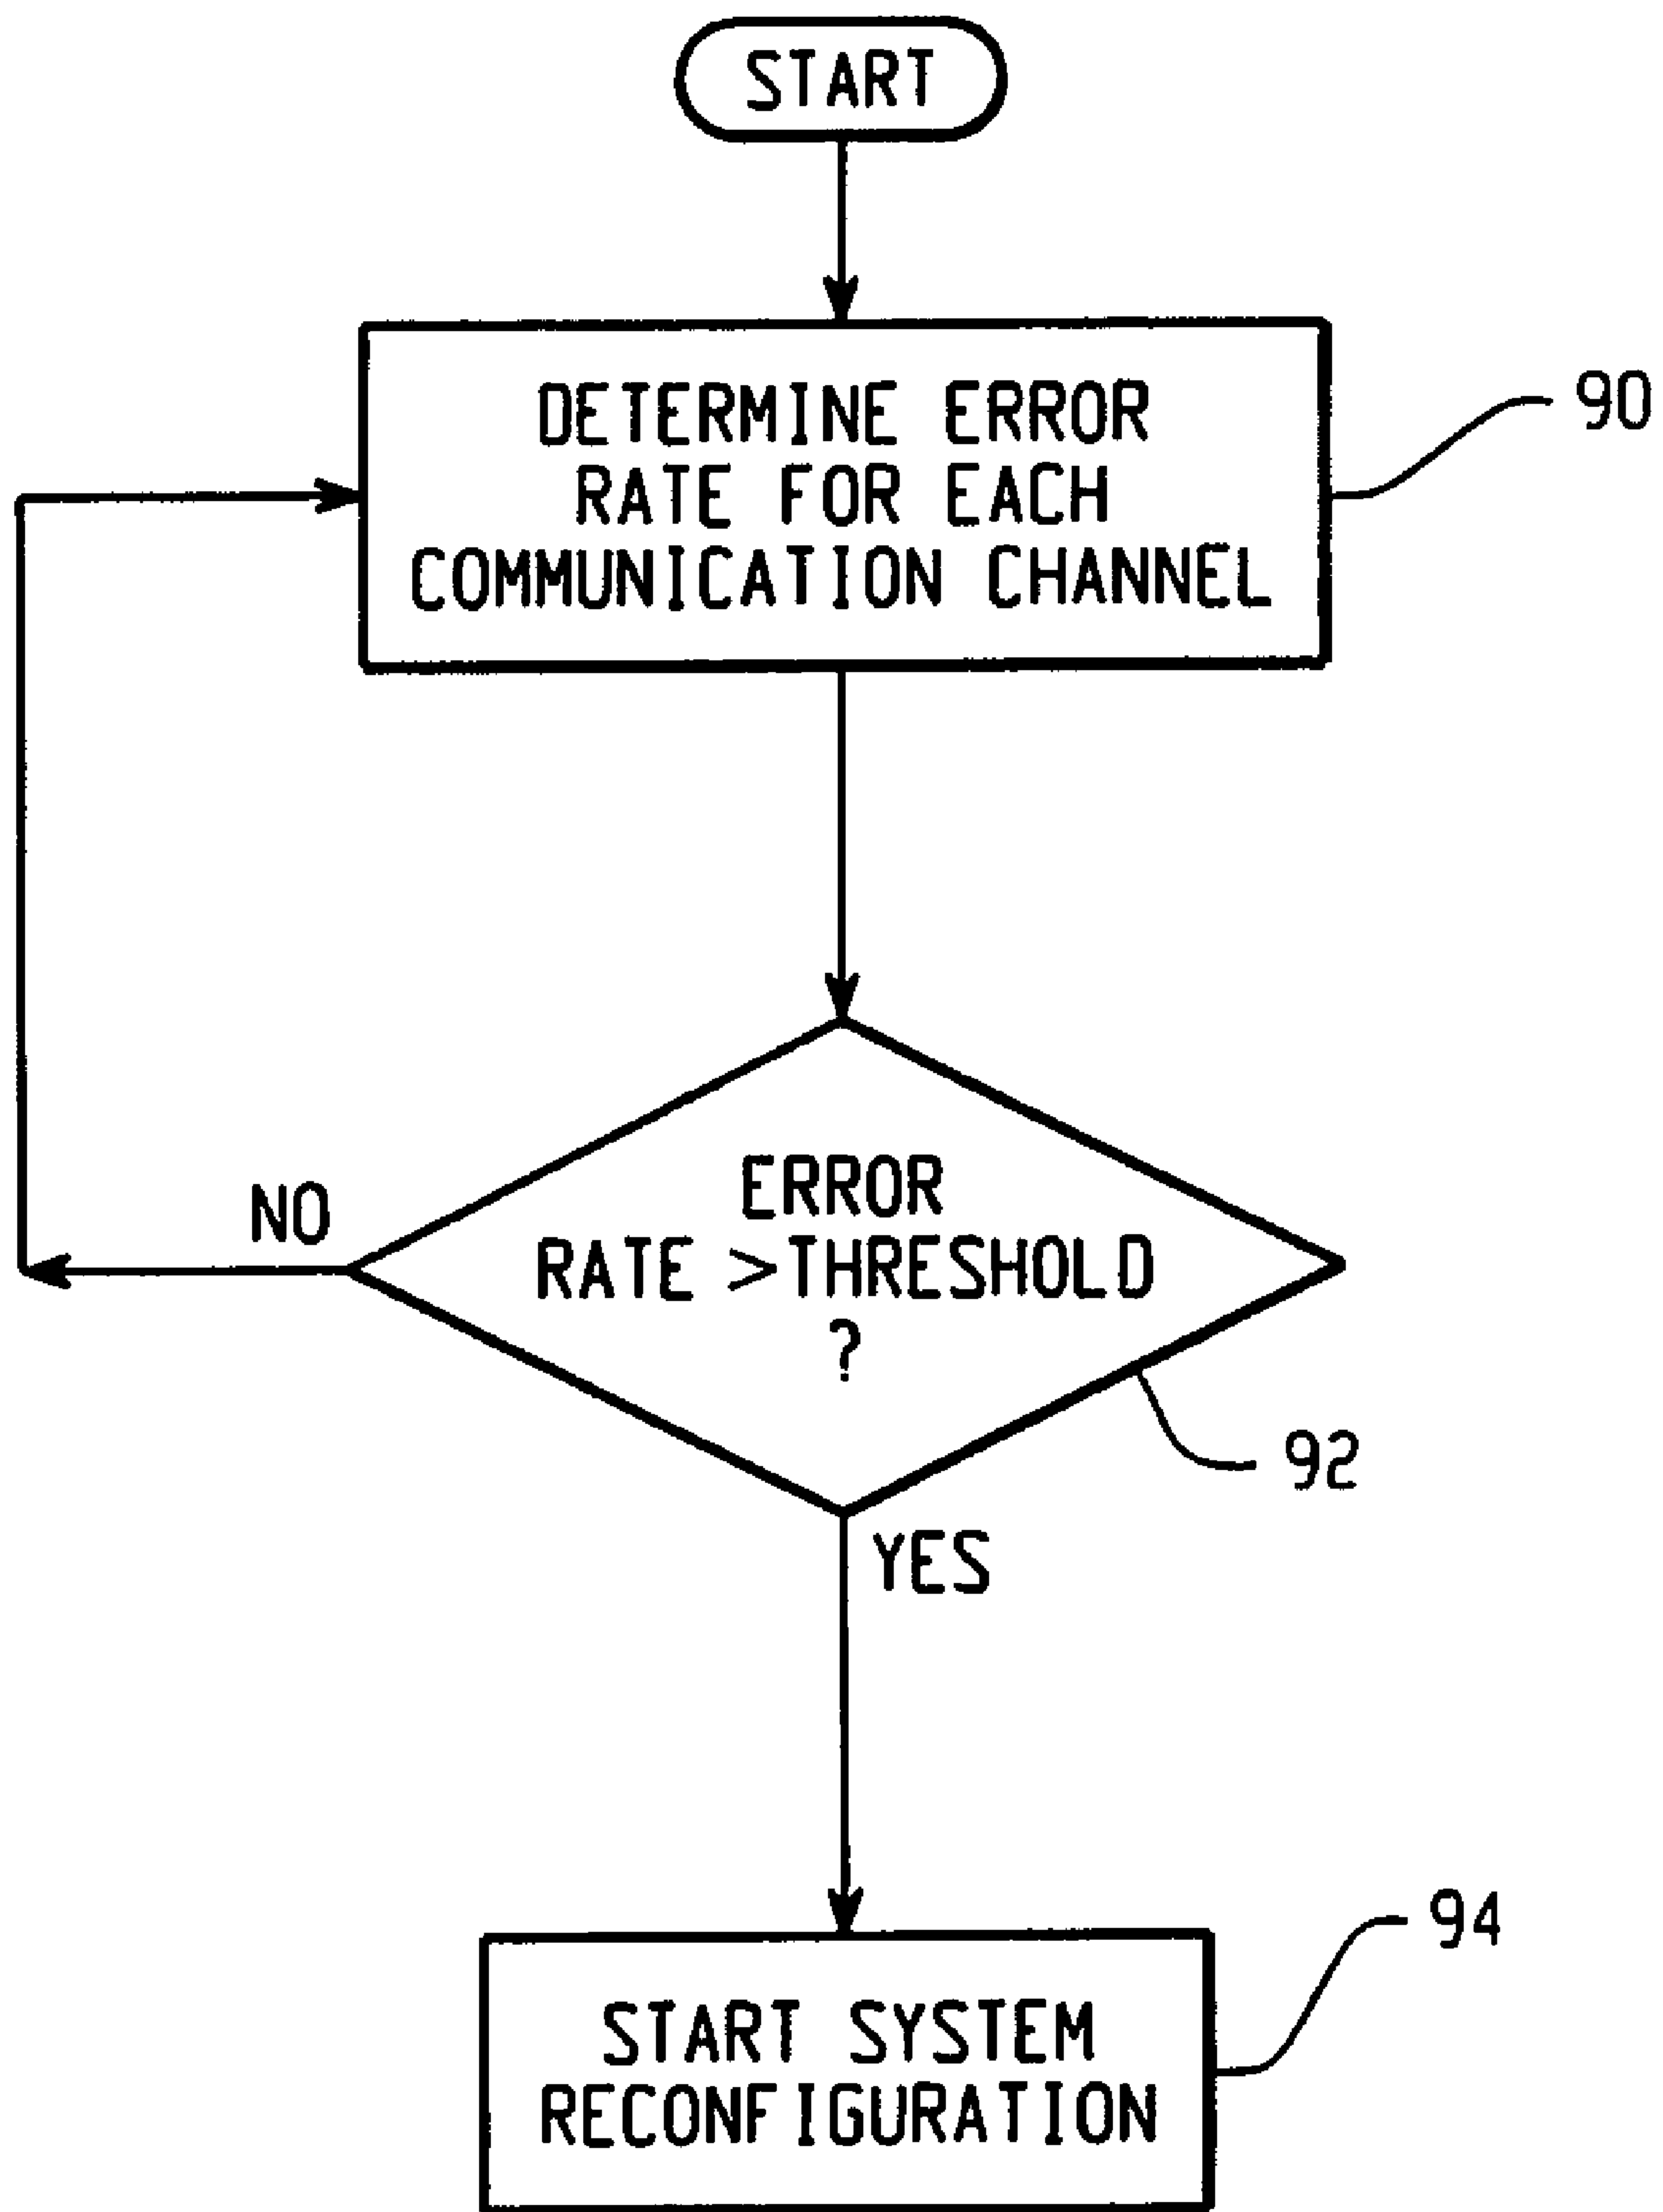 START
DETERMINE ERROR
RATE FOR EACH
COMMUNICATION CHANNEL
90
ERROR
RATE >THRESHOLD
?
NO
92
YES
94
START SYSTEM
RECONFIGURATION